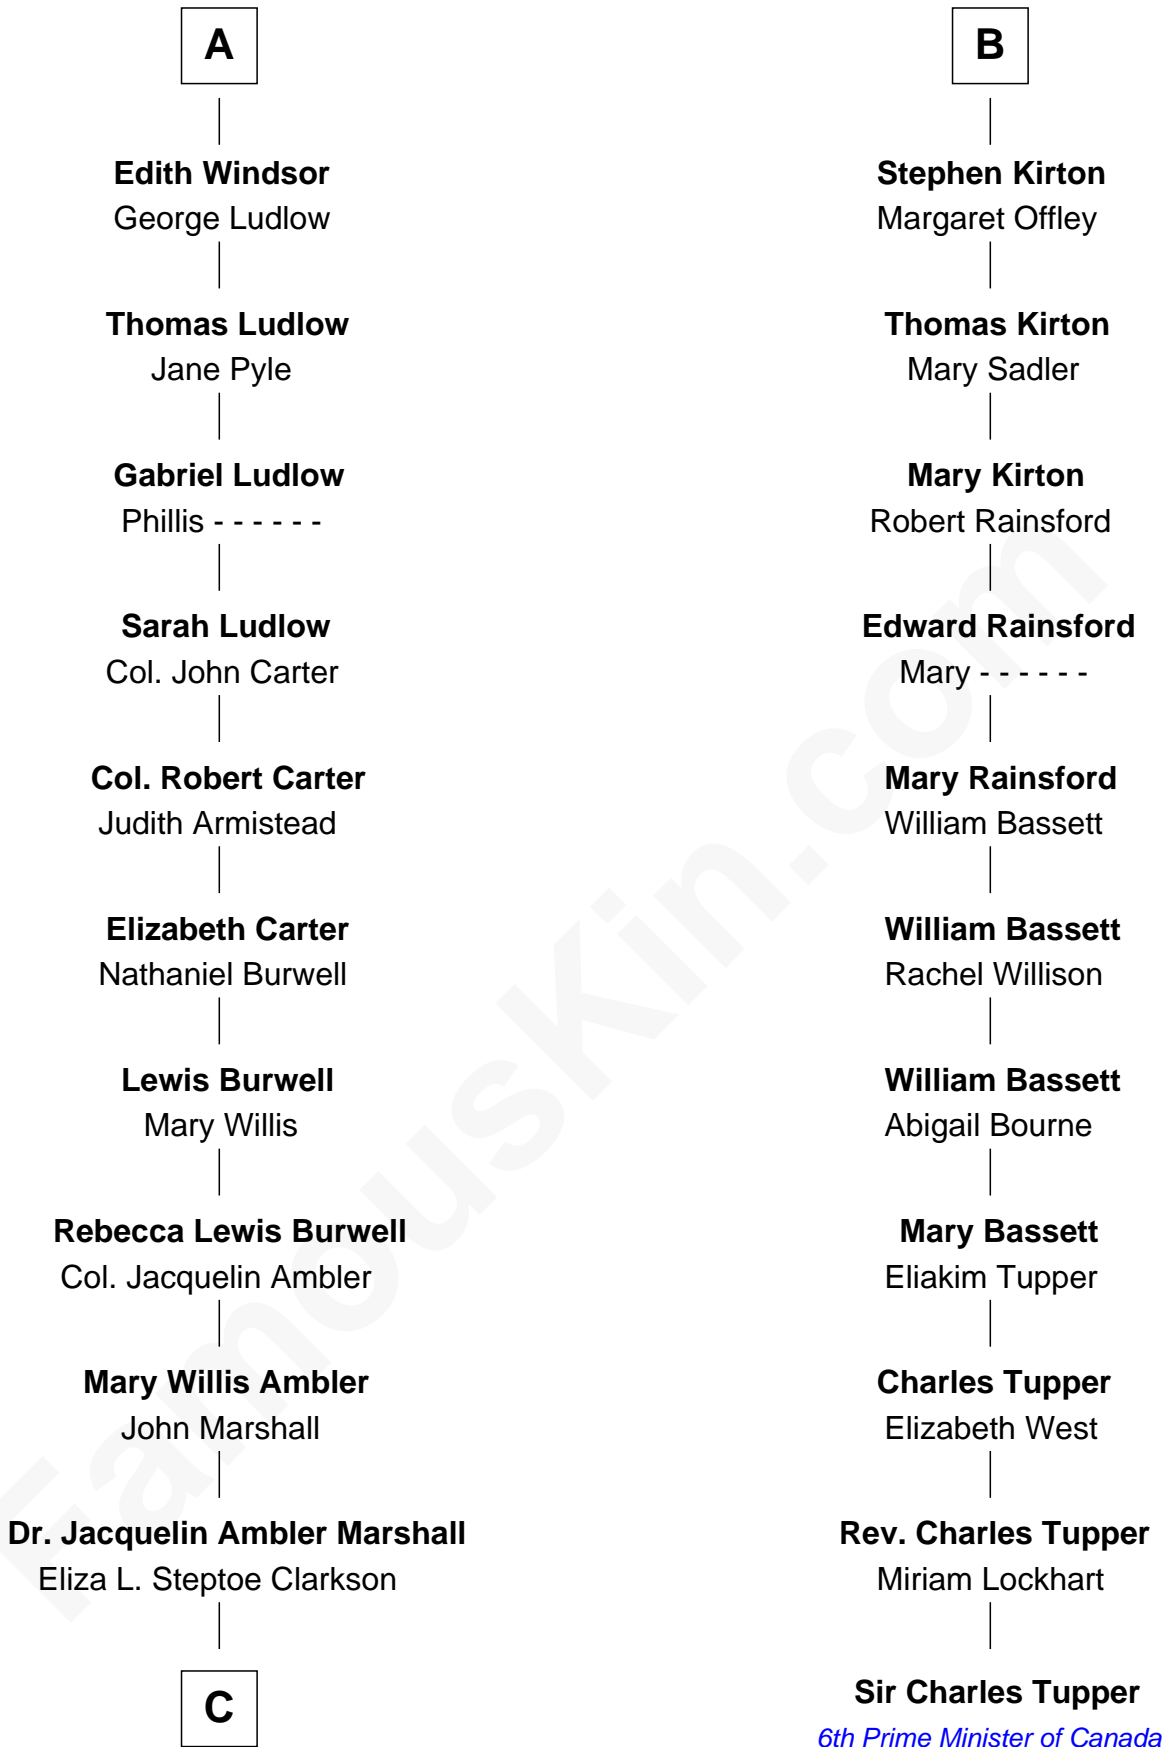 A
Edith Windsor
George Ludlow
Thomas Ludlow
Jane Pyle
Gabriel Ludlow
Phillis - - - - - -
Sarah Ludlow
Col. John Carter
Col. Robert Carter
Judith Armistead
Elizabeth Carter
Nathaniel Burwell
Lewis Burwell
Mary Willis
Rebecca Lewis Burwell
Col. Jacquelin Ambler
Mary Willis Ambler
John Marshall
Dr. Jacquelin Ambler Marshall
Eliza L. Steptoe Clarkson
C
B
Stephen Kirton
Margaret Offley
Thomas Kirton
Mary Sadler
Mary Kirton
Robert Rainsford
Edward Rainsford
Mary - - - - - -
Mary Rainsford
William Bassett
William Bassett
Rachel Willison
William Bassett
Abigail Bourne
Mary Bassett
Eliakim Tupper
Charles Tupper
Elizabeth West
Rev. Charles Tupper
Miriam Lockhart
Sir Charles Tupper
6th Prime Minister of Canada
FamousKin.com